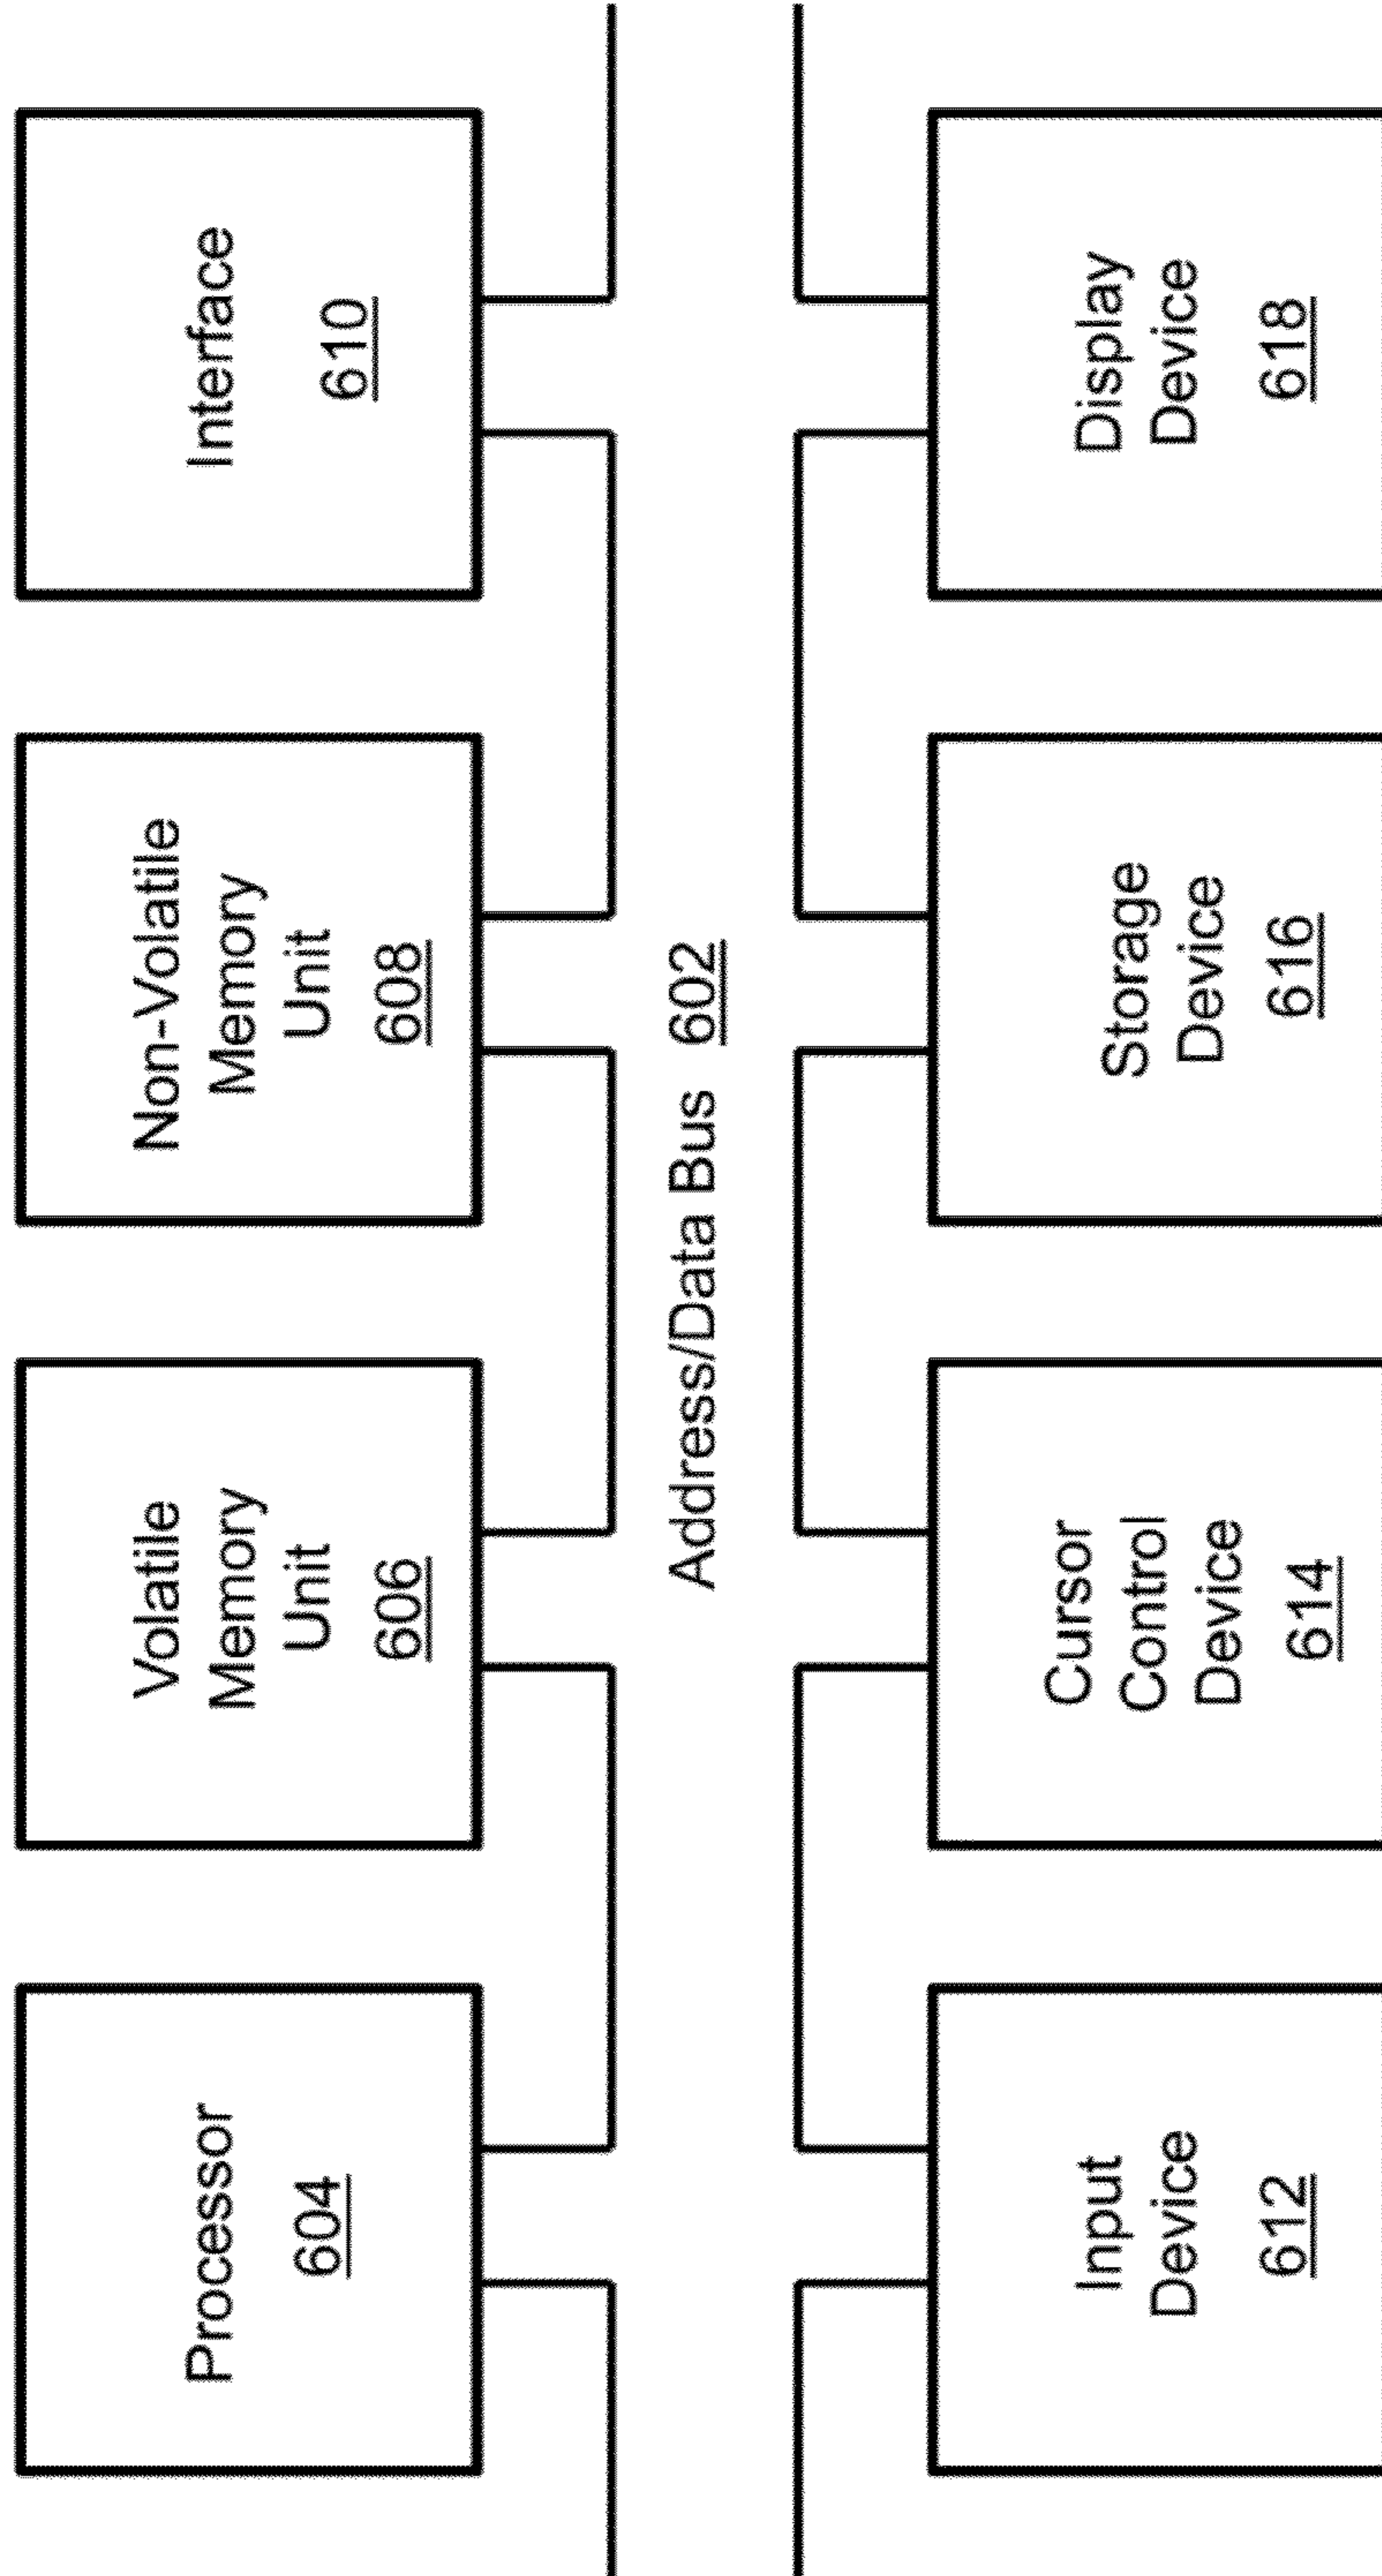 Processor
604
Volatile
Memory
Unit
606
Non-Volatile
Memory
Unit
608
Interface
610
Address/Data Bus 602
Input
Device
612
Cursor
Control
Device
614
Storage
Device
616
Display
Device
618